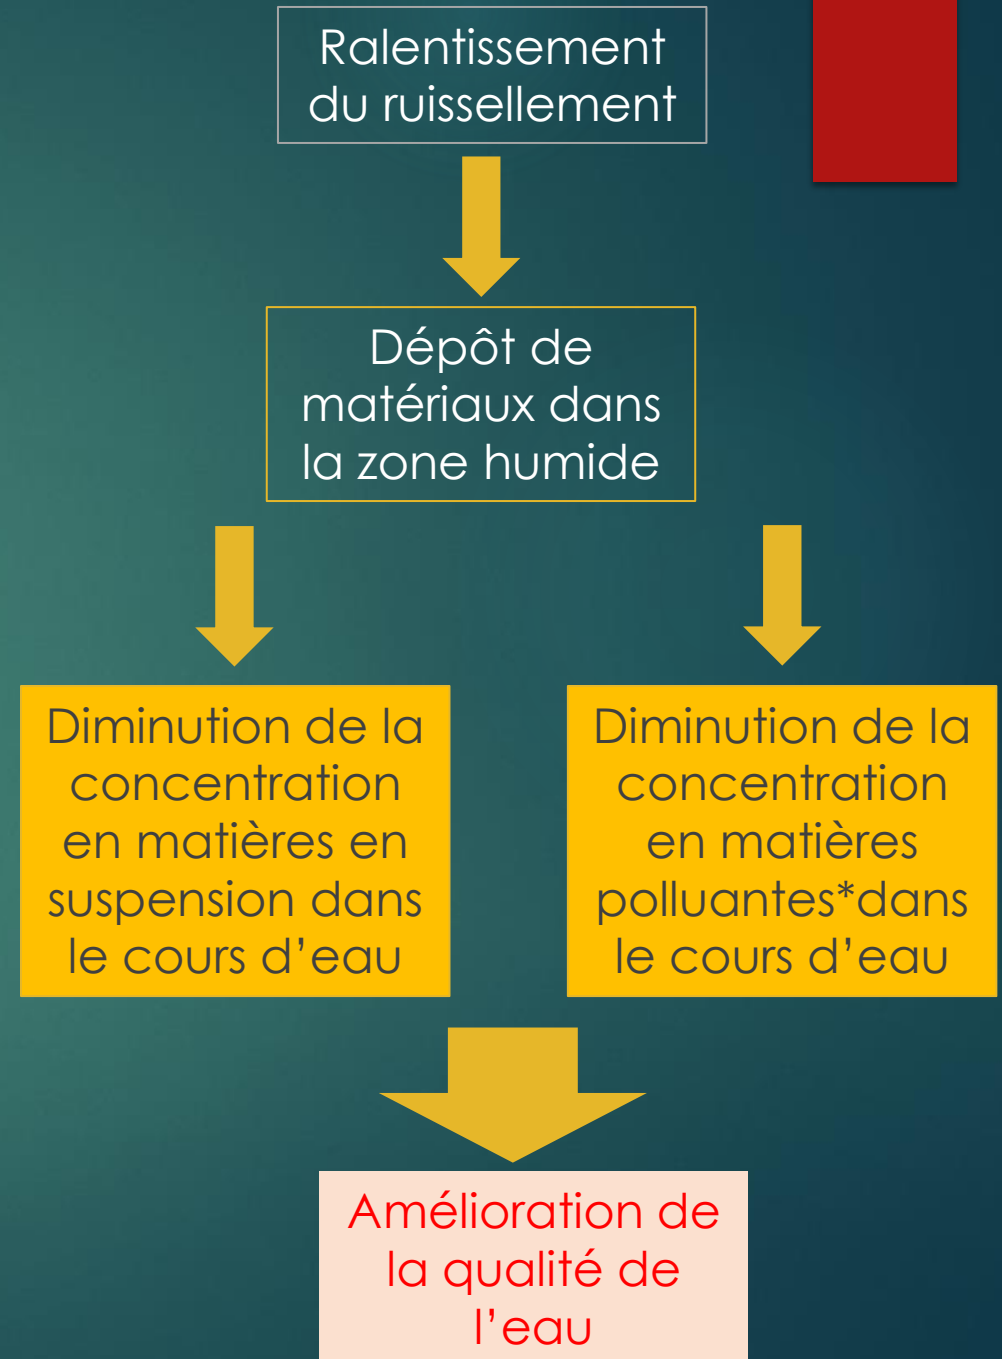 Ralentissement
du ruissellement
Dépôt de
matériaux dans
la zone humide
Diminution de la
concentration
en matières en
suspension dans
le cours d’eau
Diminution de la
concentration
en matières
polluantes*dans
le cours d’eau
Amélioration de
la qualité de
l’eau